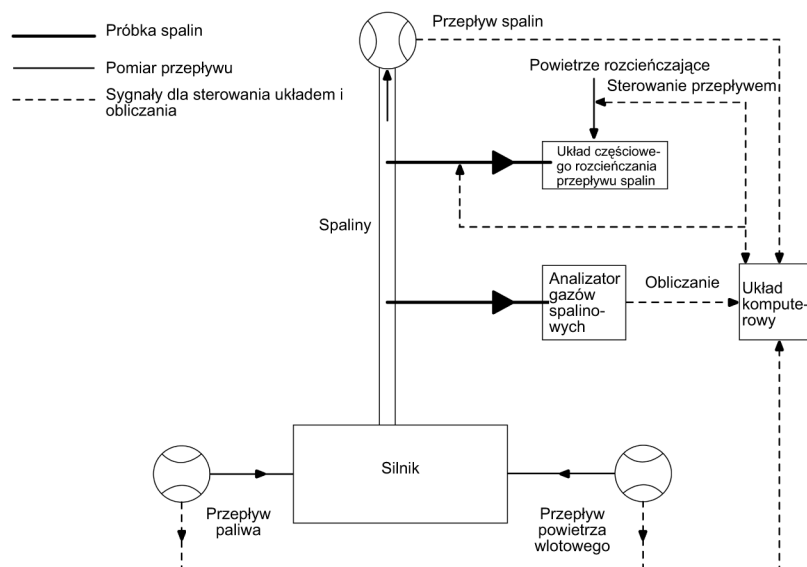 Próbka spalin
Pomiar przepływu
Sygnały dla sterowania układem i
obliczania
Przepływ spalin
Powietrze rozcieńczające
Sterowanie przepływem
Układ częściowe-
go rozcieńczania
przepływu spalin
Spaliny
Analizator
gazów
spalino-
wych
Obliczanie
Układ
kompute-
rowy
Silnik
Przepływ
paliwa
Przepływ
powietrza
wlotowego